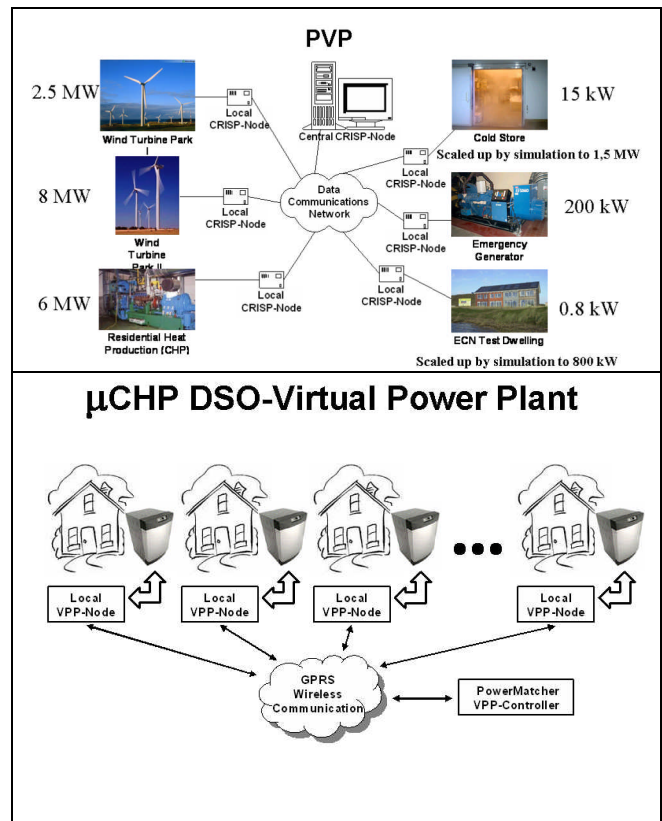 PVP
2.5 MW
Local
CRISP-Node
Wind Turbine Park
I
Central CRISP-Node
15 kW
Cold Store
Local
CRISP-Node
Scaled up by simulation to 1,5 MW
8 MW
Local
CRISP-Node
Wind
Turbine
Park II
Data
Communications
Network
Local
CRISP-Node
200 kW
Emergency
Generator
6 MW
Local
CRISP-Node
Residential Heat
Production (CHP)
Local
CRISP-Node
0.8 kW
ECN Test Dwelling
Scaled up by simulation to 800 kW
µCHP DSO-Virtual Power Plant
Local
VPP-Node
Local
VPP-Node
Local
VPP-Node
Local
VPP-Node
GPRS
Wireless
Communication
PowerMatcher
VPP-Controller